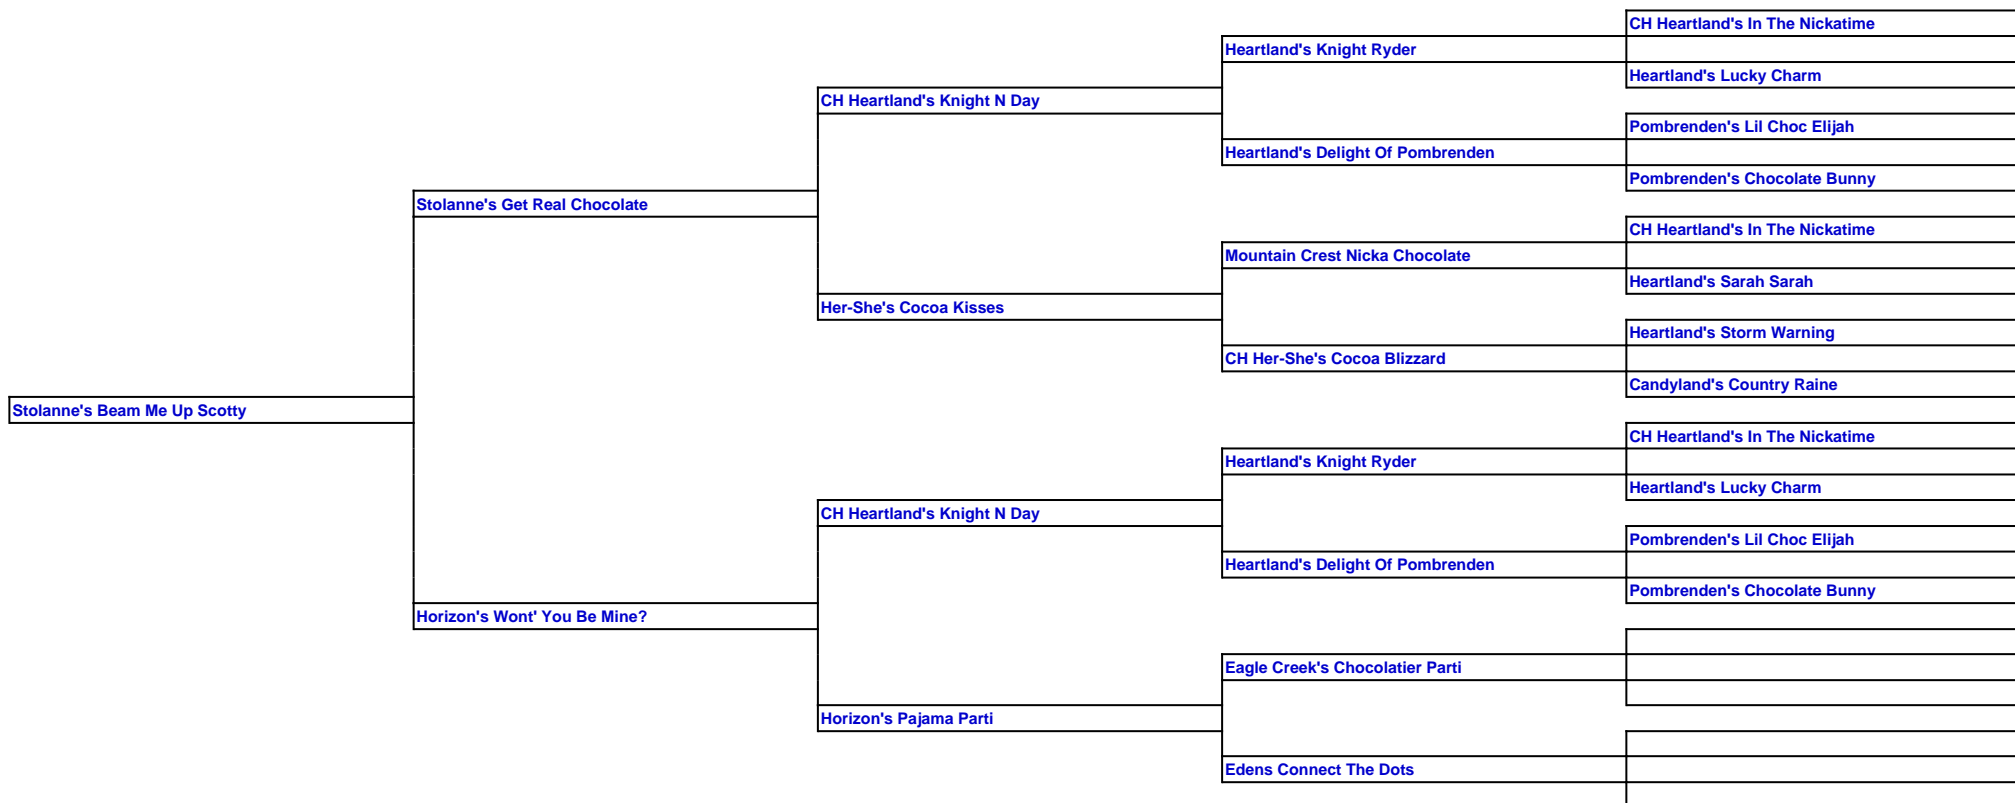 CH Heartland's In The Nickatime
Heartland's Knight Ryder
Heartland's Lucky Charm
CH Heartland's Knight N Day
Pombrenden's Lil Choc Elijah
Heartland's Delight Of Pombrenden
Pombrenden's Chocolate Bunny
Stolanne's Get Real Chocolate
CH Heartland's In The Nickatime
Mountain Crest Nicka Chocolate
Heartland's Sarah Sarah
Her-She's Cocoa Kisses
Heartland's Storm Warning
CH Her-She's Cocoa Blizzard
Candyland's Country Raine
Stolanne's Beam Me Up Scotty
CH Heartland's In The Nickatime
Heartland's Knight Ryder
Heartland's Lucky Charm
CH Heartland's Knight N Day
Pombrenden's Lil Choc Elijah
Heartland's Delight Of Pombrenden
Pombrenden's Chocolate Bunny
Horizon's Wont' You Be Mine?
Eagle Creek's Chocolatier Parti
Horizon's Pajama Parti
Edens Connect The Dots